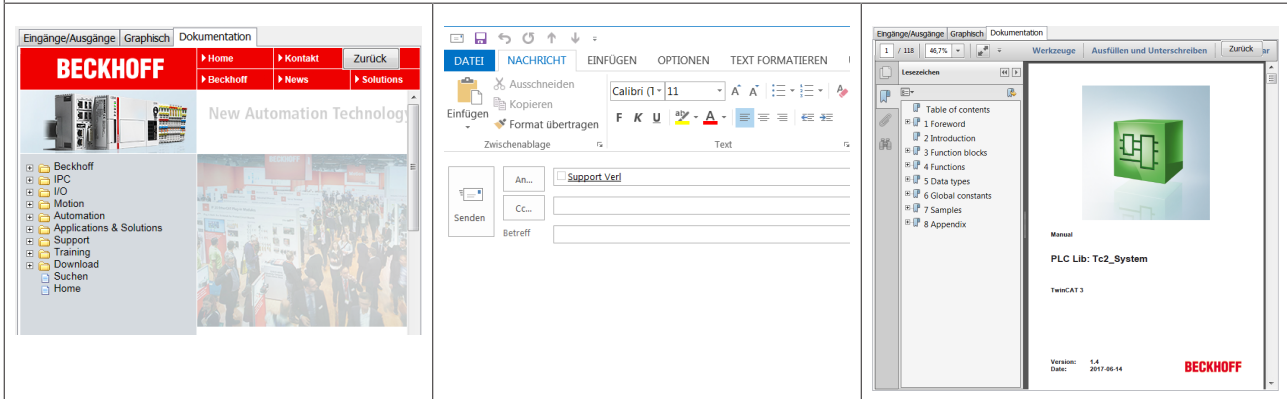 Eingänge/Ausgänge Graphisch Dokumentation
BECKHOFF
Home Kontakt Zurück
Beckhoff News Solutions
New Automation Technology
Beckhoff
IPC
I/O
Motion
Automation
Applications & Solutions
Support
Training
Download
Suchen
Home
DATEI NACHRICHT EINFÜGEN OPTIONEN TEXT FORMATIEREN
Ausschneiden
Kopieren
Format übertragen
Einfügen
Calibri (T 11
F K U
Zwischenablage Text
Senden
An... Support Verl
Cc...
Betreff
Eingänge/Ausgänge Graphisch Dokumentation
1 / 118 46,7% Werkzeuge Ausfüllen und Unterschreiben Zurück ar
Lesezeichen
Table of contents
1 Foreword
2 Introduction
3 Function blocks
4 Functions
5 Data types
6 Global constants
7 Samples
8 Appendix
Manual
PLC Lib: Tc2_System
TwinCAT 3
Version: 1.4
Date: 2017-06-14
BECKHOFF